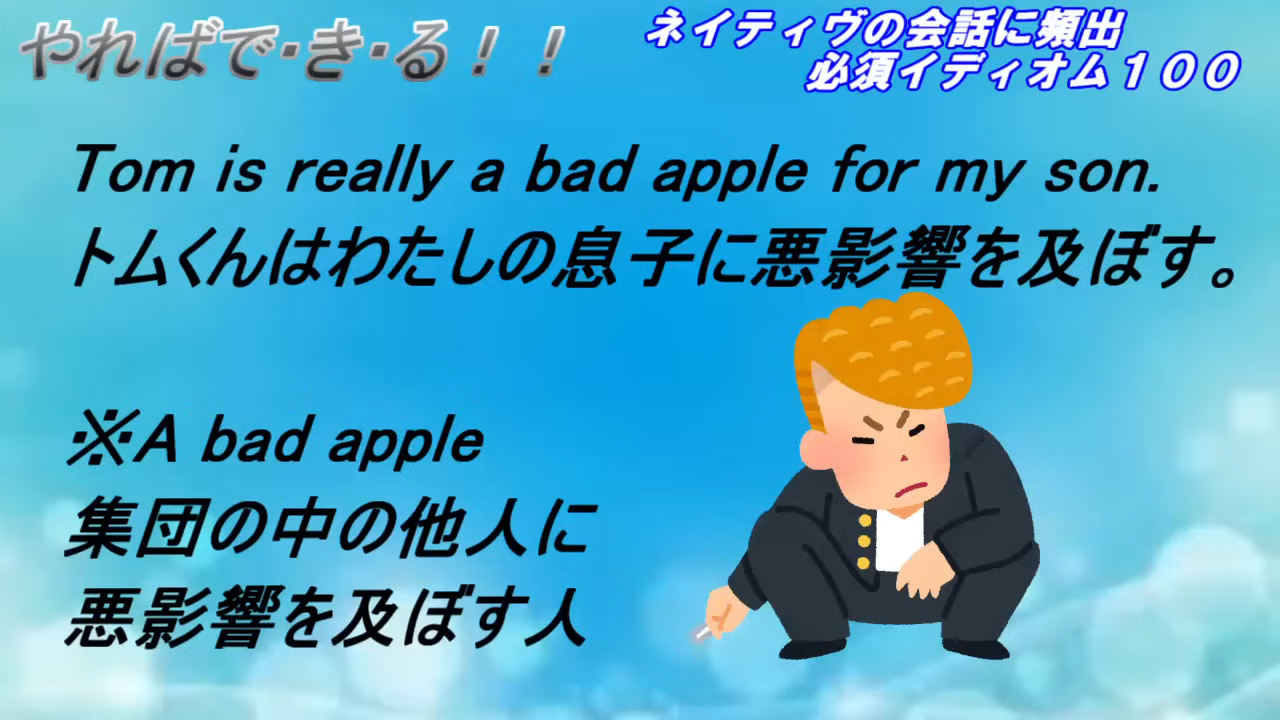 やればで・き・る！！
ネイティヴの会話に頻出
必須イディオム１００
Tom is really a bad apple for my son.
トムくんはわたしの息子に悪影響を及ぼす。
※A bad apple
集団の中の他人に
悪影響を及ぼす人